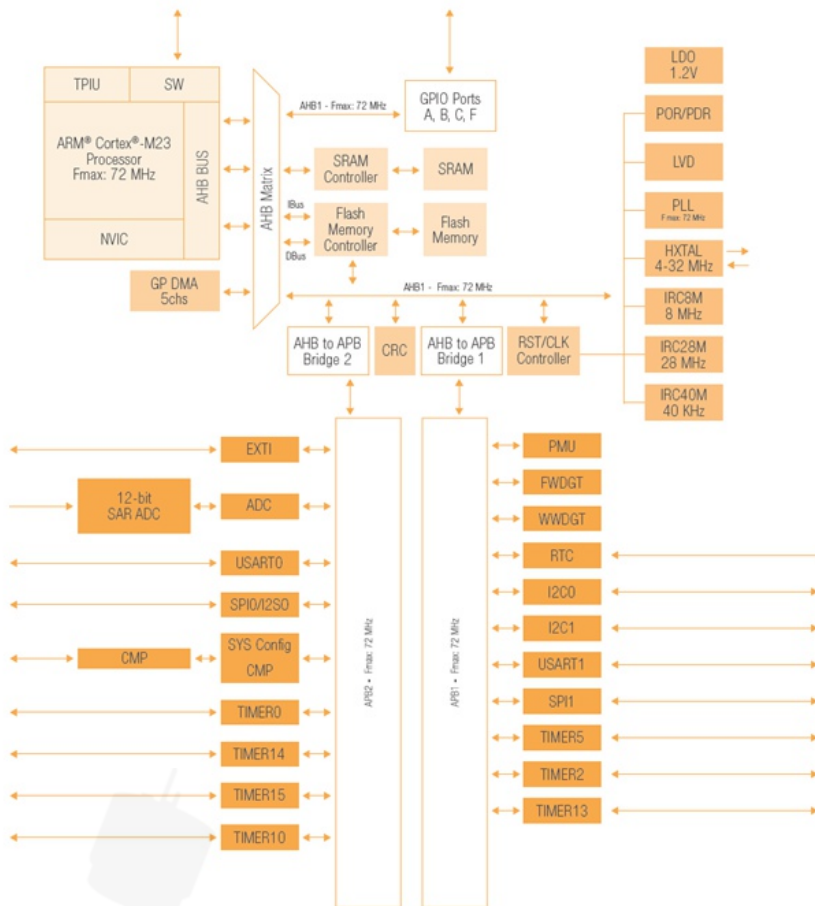 TPIU
SW
ARM® Cortex®-M23
Processor
Fmax: 72 MHz
AHB BUS
NVIC
GP DMA
5chs
AHB Matrix
AHB1 - Fmax: 72 MHz
GPIO Ports
A, B, C, F
SRAM
Controller
SRAM
IBus
DBus
Flash
Memory
Controller
Flash
Memory
AHB1 - Fmax: 72 MHz
AHB to APB
Bridge 2
CRC
AHB to APB
Bridge 1
RST/CLK
Controller
LDO
1.2V
POR/PDR
LVD
PLL
F max: 72 MHz
HXTAL
4-32 MHz
IRC8M
8 MHz
IRC28M
28 MHz
IRC40M
40 KHz
EXTI
12-bit
SAR ADC
ADC
USART0
SPI0/I2S0
CMP
SYS Config
CMP
TIMER0
TIMER14
TIMER15
TIMER10
APB2 - Fmax: 72 MHz
APB1 - Fmax: 72 MHz
PMU
FWDGT
WWDGT
RTC
I2C0
I2C1
USART1
SPI1
TIMER5
TIMER2
TIMER13